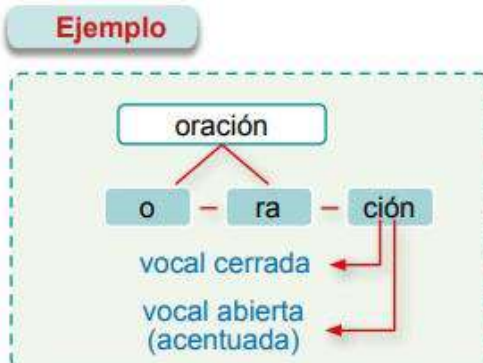 Ejemplo
oración
o – ra – ción
vocal cerrada
vocal abierta
(acentuada)